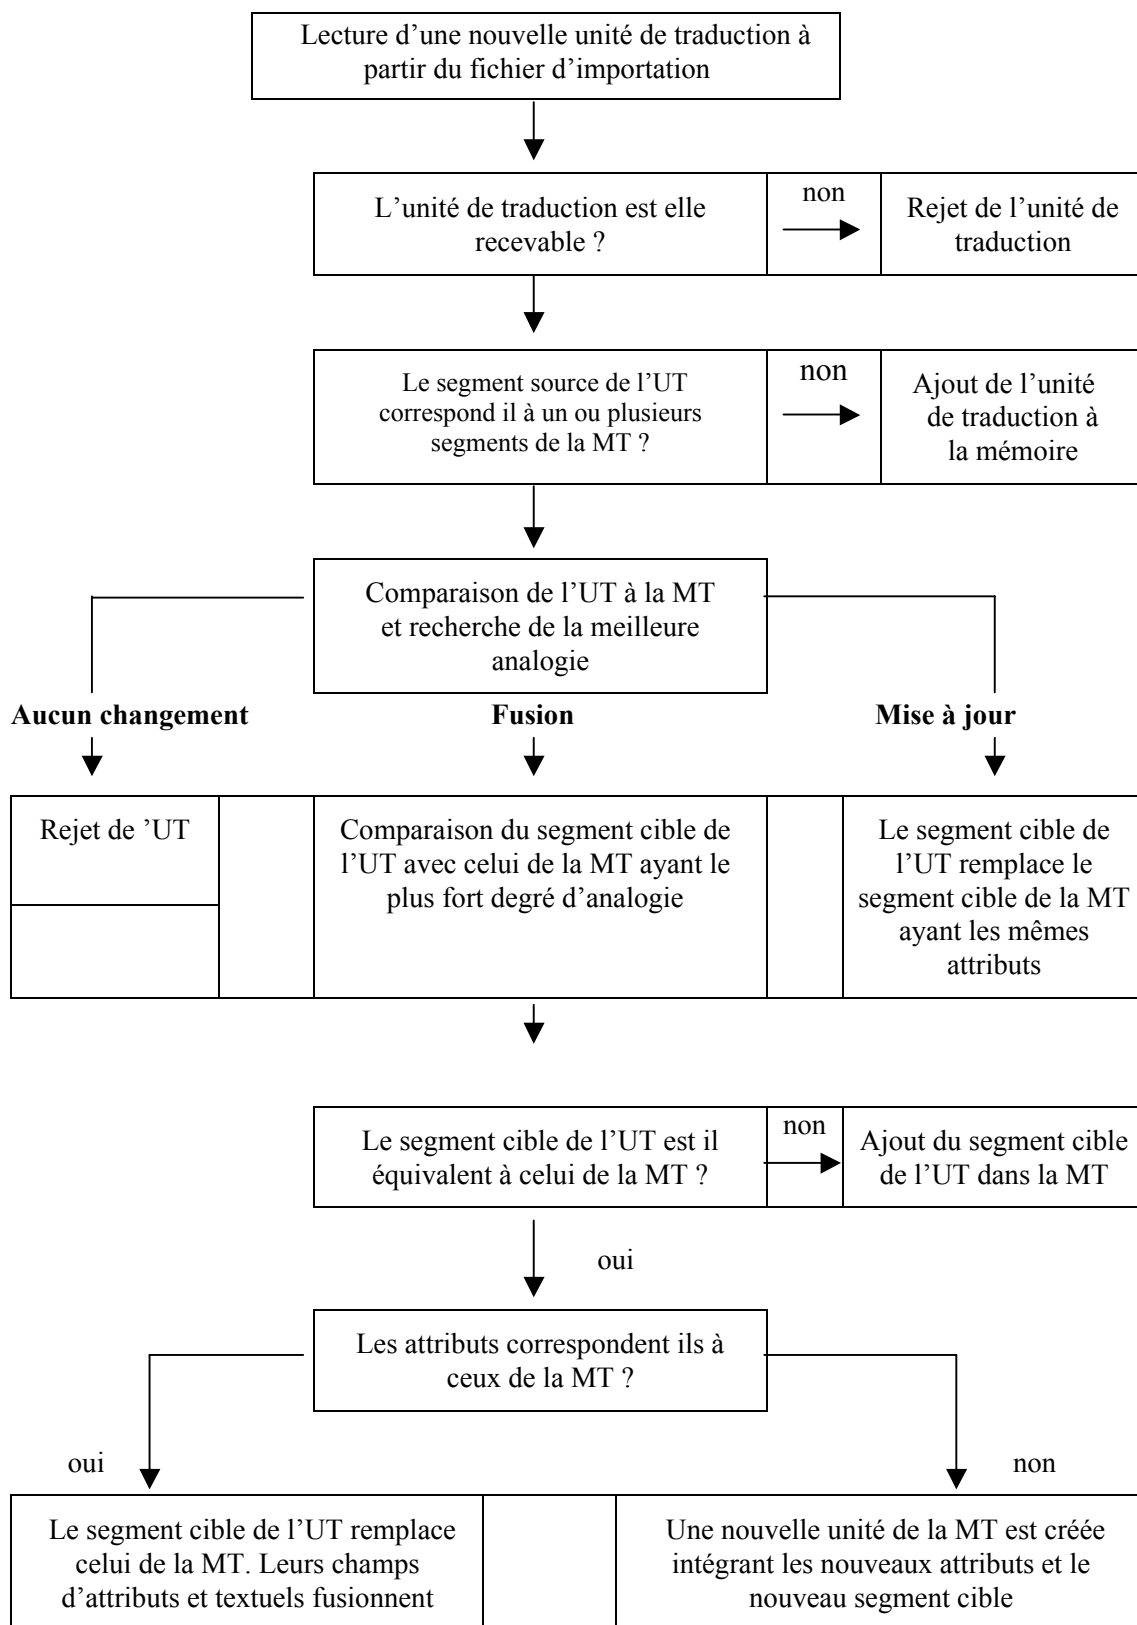 Lecture d’une nouvelle unité de traduction à
partir du fichier d’importation
L’unité de traduction est elle
recevable ?
non
Rejet de l’unité de
traduction
Le segment source de l’UT
correspond il à un ou plusieurs
segments de la MT ?
non
Ajout de l’unité
de traduction à
la mémoire
Comparaison de l’UT à la MT
et recherche de la meilleure
analogie
Aucun changement
Fusion
Mise à jour
Rejet de ’UT
Comparaison du segment cible de
l’UT avec celui de la MT ayant le
plus fort degré d’analogie
Le segment cible de
l’UT remplace le
segment cible de la MT
ayant les mêmes
attributs
Le segment cible de l’UT est il
équivalent à celui de la MT ?
non
Ajout du segment cible
de l’UT dans la MT
oui
Les attributs correspondent ils à
ceux de la MT ?
oui
non
Le segment cible de l’UT remplace
celui de la MT. Leurs champs
d’attributs et textuels fusionnent
Une nouvelle unité de la MT est créée
intégrant les nouveaux attributs et le
nouveau segment cible